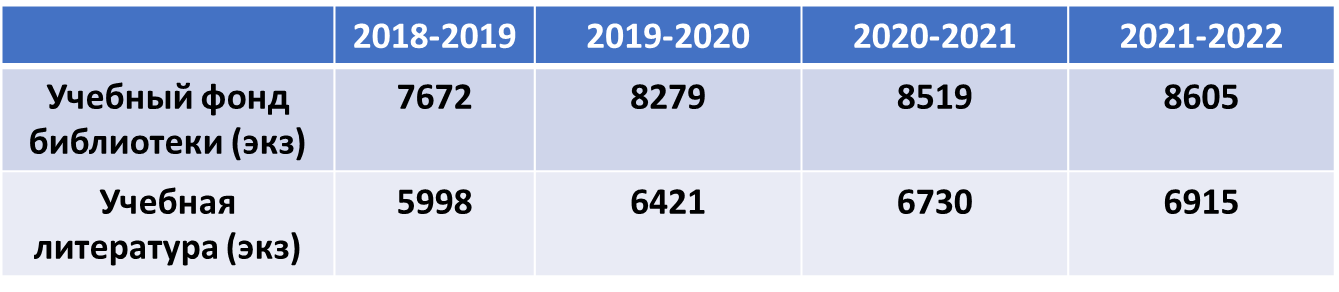 2018-2019 2019-2020 2020-2021 2021-2022
Учебный фонд 7672 8279 8519 8605
библиотеки (экз)
Учебная 5998 6421 6730 6915
литература (экз)